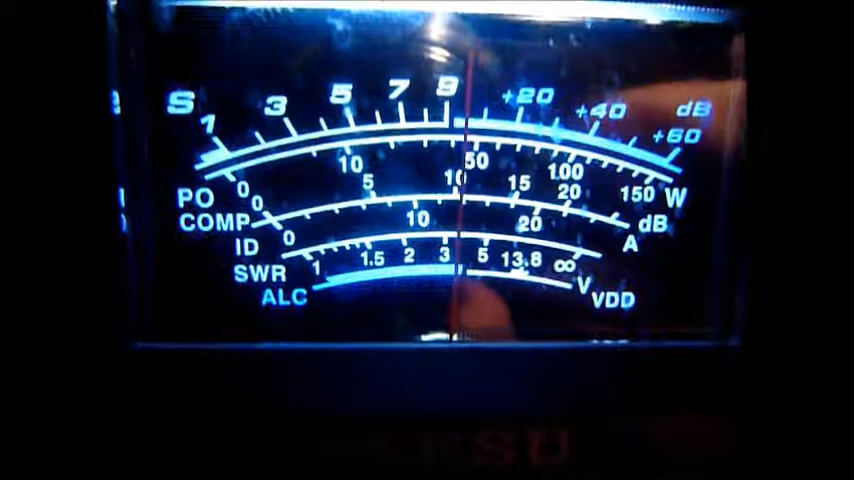 S 1 3 5 7 9 +20 +40 +60 dB
PO 0 10 50 100 150 W
COMP 0 5 10 15 20 dB
ID 0 10 20 A
SWR 1 1.5 2 3 5 ∞
ALC 13.8 V VDD